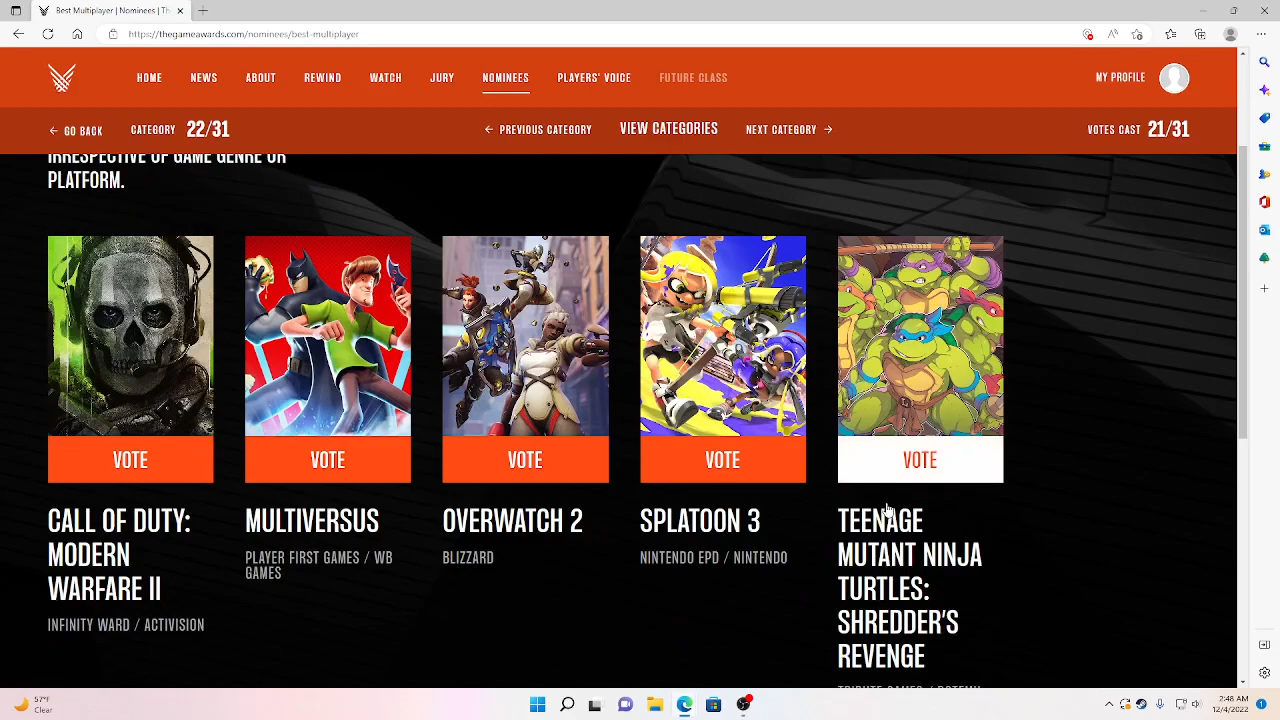 Best Multiplayer | Nominees | Th
https://thegameawards.com/nominees/best-multiplayer
HOME NEWS ABOUT REWIND WATCH JURY NOMINEES PLAYERS' VOICE FUTURE CLASS MY PROFILE
GO BACK CATEGORY 22/31 PREVIOUS CATEGORY VIEW CATEGORIES NEXT CATEGORY VOTES CAST 21/31
IRRESPECTIVE OF GAME GENRE OR
PLATFORM.
VOTE VOTE VOTE VOTE VOTE
CALL OF DUTY:
MODERN
WARFARE II
INFINITY WARD / ACTIVISION
MULTIVERSUS
PLAYER FIRST GAMES / WB
GAMES
OVERWATCH 2
BLIZZARD
SPLATOON 3
NINTENDO EPD / NINTENDO
TEENAGE
MUTANT NINJA
TURTLES:
SHREDDER'S
REVENGE
57°F
Clear
2:48 AM
12/4/2022